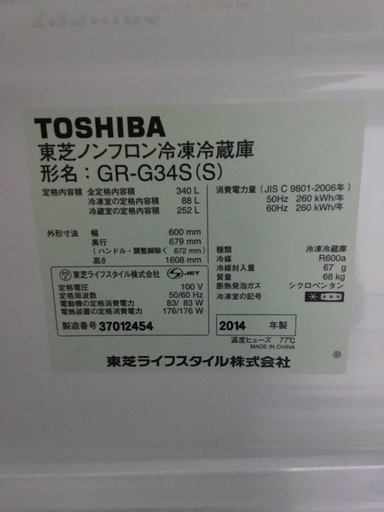 TOSHIBA
東芝ノンフロン冷凍冷蔵庫
形名：GR-G34S(S)
定格内容積 全定格内容積 340 L
冷凍室の定格内容積 88 L
冷蔵室の定格内容積 252 L
消費電力量（JIS C 9801-2006年）
50Hz 260 kWh/年
60Hz 260 kWh/年
外形寸法 幅 600 mm
奥行 679 mm
（ハンドル・調整脚除く 672 mm）
高さ 1608 mm
種類 冷凍冷蔵庫
冷媒 R600a
冷媒封入量 67 g
質量 68 kg
断熱発泡ガス シクロペンタン
冷凍室の記号
東芝ライフスタイル株式会社 JET
定格電圧 100 V
定格周波数 50/60 Hz
電動機の定格消費電力 83/ 83 W
電熱装置の定格消費電力 176/176 W
製造番号 37012454
2014 年製
温度ヒューズ 77℃
MADE IN CHINA
東芝ライフスタイル株式会社